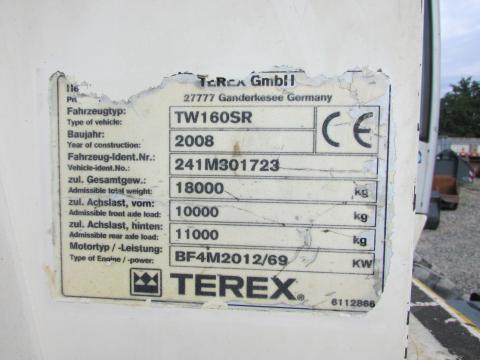 TEREX GmbH
27777 Ganderkesee Germany
Fahrzeugtyp: TW160SR
Type of vehicle:
CE
Baujahr: 2008
Year of construction:
Fahrzeug-Ident.Nr.: 241M301723
Vehicle-ident.No.:
zul. Gesamtgew.: 18000 kg
Admissible total weight:
zul. Achslast, vorn: 10000 kg
Admissible front axle load:
zul. Achslast, hinten: 11000 kg
Admissible rear axle load:
Motortyp / -Leistung: BF4M2012/69 KW
Type of Engine / -power:
TEREX®
6112866